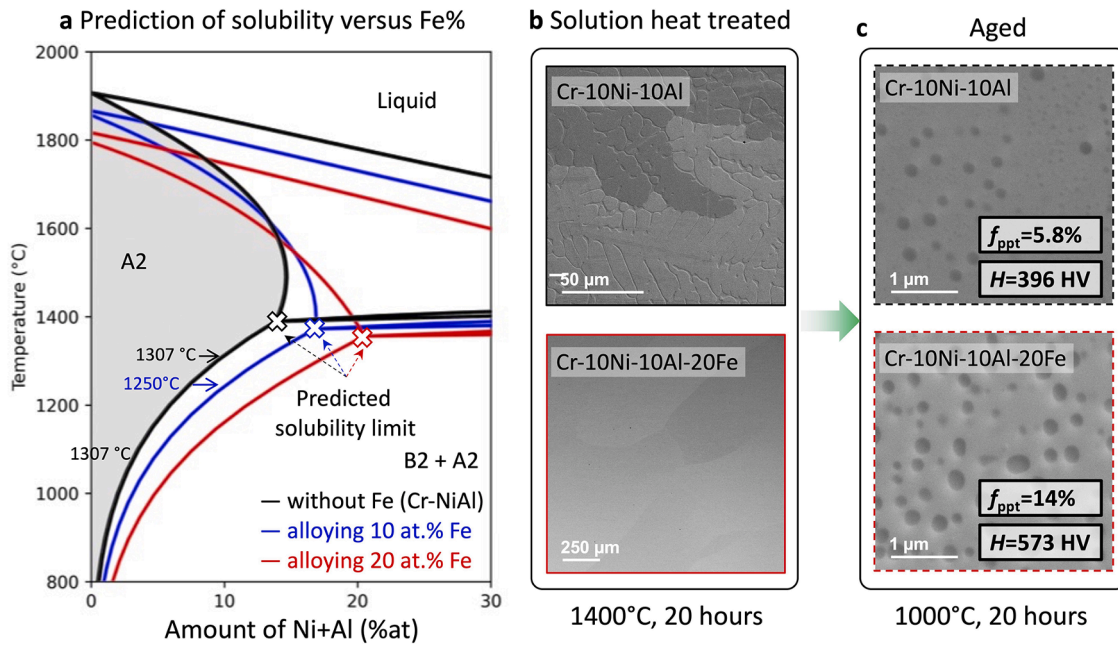 a Prediction of solubility versus Fe%
2000
1800
1600
1400
1200
1000
800
Temperature (°C)
Liquid
A2
1307 °C
1250°C
1307 °C
Predicted
solubility limit
B2 + A2
without Fe (Cr-NiAl)
alloying 10 at.% Fe
alloying 20 at.% Fe
0
10
20
30
Amount of Ni+Al (%at)
b Solution heat treated
Cr-10Ni-10Al
50 µm
Cr-10Ni-10Al-20Fe
250 µm
1400°C, 20 hours
c Aged
Cr-10Ni-10Al
fppt=5.8%
H=396 HV
1 µm
Cr-10Ni-10Al-20Fe
fppt=14%
H=573 HV
1 µm
1000°C, 20 hours